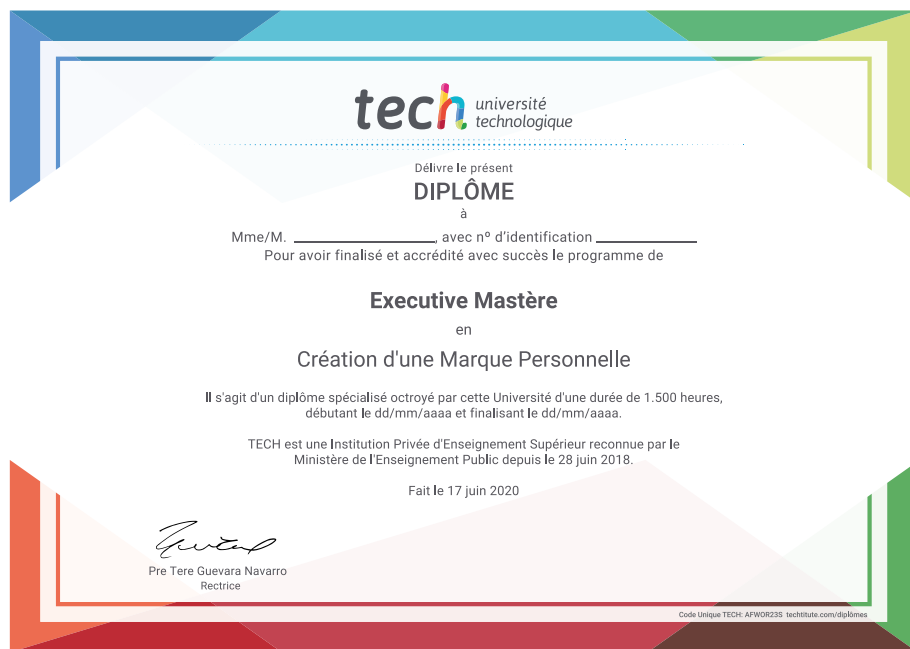 tech université
technologique
Délivre le présent
DIPLÔME
à
Mme/M. ____________, avec nº d'identification ____________
Pour avoir finalisé et accrédité avec succès le programme de
Executive Mastère
en
Création d'une Marque Personnelle
Il s'agit d'un diplôme spécialisé octroyé par cette Université d'une durée de 1.500 heures,
débutant le dd/mm/aaaa et finalisant le dd/mm/aaaa.
TECH est une Institution Privée d'Enseignement Supérieur reconnue par le
Ministère de l'Enseignement Public depuis le 28 juin 2018.
Fait le 17 juin 2020
Pre Tere Guevara Navarro
Rectrice
Code Unique TECH: AFWOR23S techtitute.com/diplômes